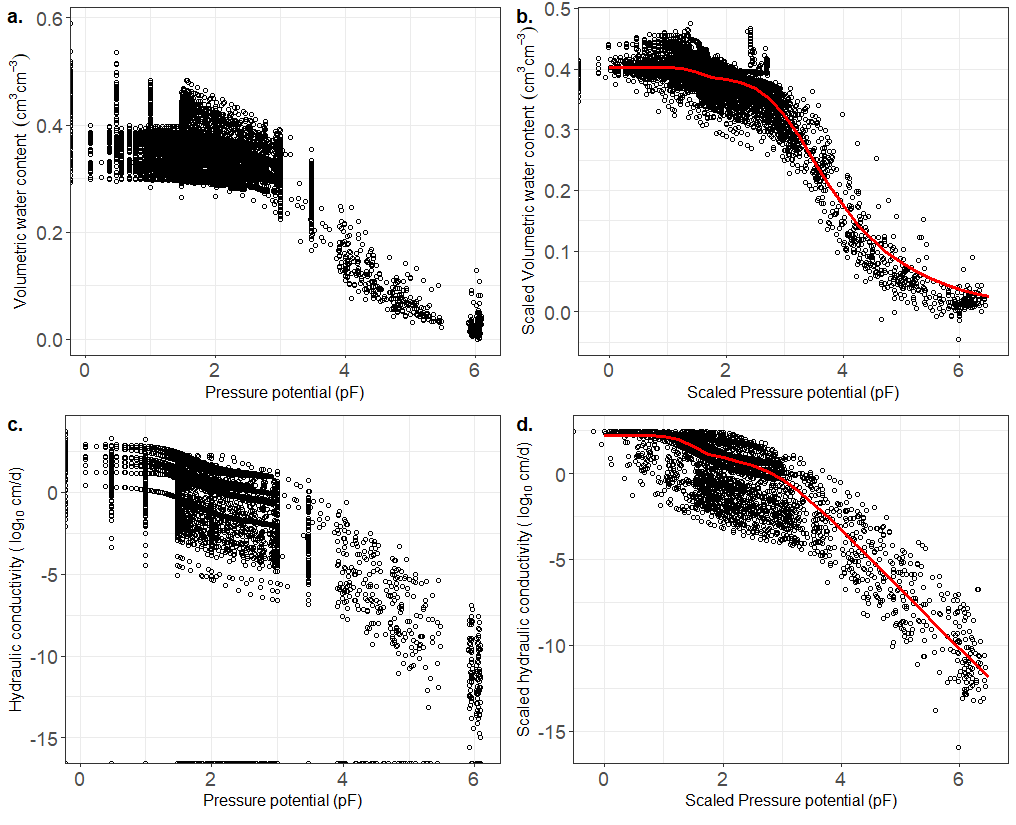 a.
Volumetric water content (cm³cm⁻³)
0.6
0.4
0.2
0.0
0 2 4 6
Pressure potential (pF)
b.
Scaled Volumetric water content (cm³cm⁻³)
0.5
0.4
0.3
0.2
0.1
0.0
0 2 4 6
Scaled Pressure potential (pF)
c.
Hydraulic conductivity ( log₁₀ cm/d)
0
-5
-10
-15
0 2 4 6
Pressure potential (pF)
d.
Scaled hydraulic conductivity ( log₁₀ cm/d)
0
-5
-10
-15
0 2 4 6
Scaled Pressure potential (pF)